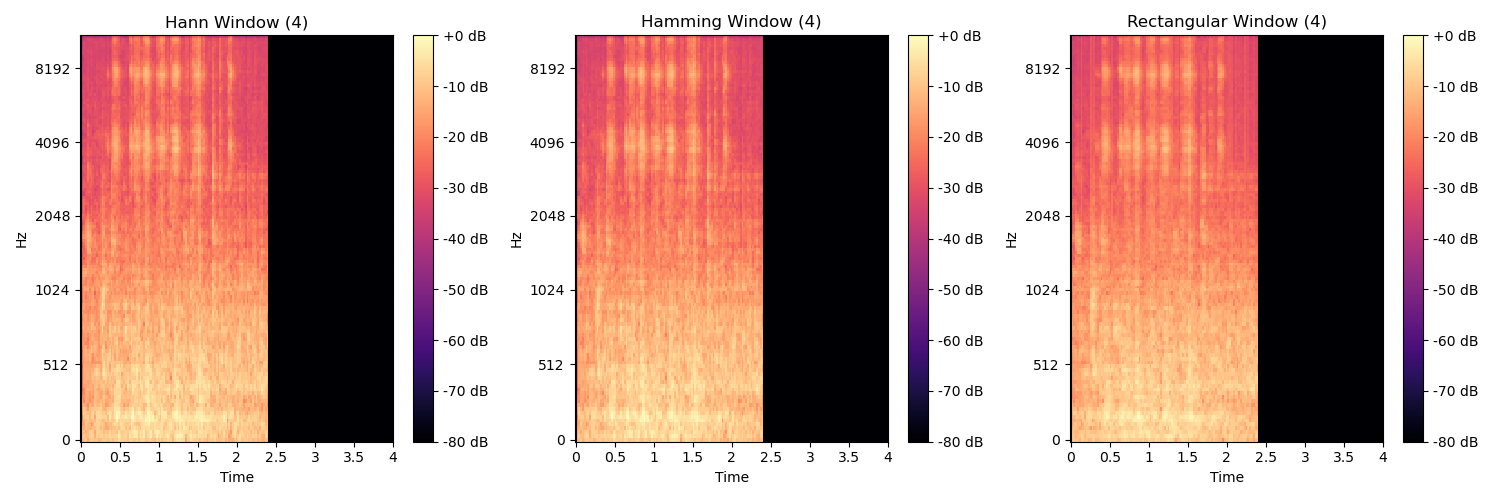 Hann Window (4)
Hamming Window (4)
Rectangular Window (4)
Hz
8192
4096
2048
1024
512
0
0 0.5 1 1.5 2 2.5 3 3.5 4
Time
+0 dB
-10 dB
-20 dB
-30 dB
-40 dB
-50 dB
-60 dB
-70 dB
-80 dB
Hz
8192
4096
2048
1024
512
0
0 0.5 1 1.5 2 2.5 3 3.5 4
Time
+0 dB
-10 dB
-20 dB
-30 dB
-40 dB
-50 dB
-60 dB
-70 dB
-80 dB
Hz
8192
4096
2048
1024
512
0
0 0.5 1 1.5 2 2.5 3 3.5 4
Time
+0 dB
-10 dB
-20 dB
-30 dB
-40 dB
-50 dB
-60 dB
-70 dB
-80 dB